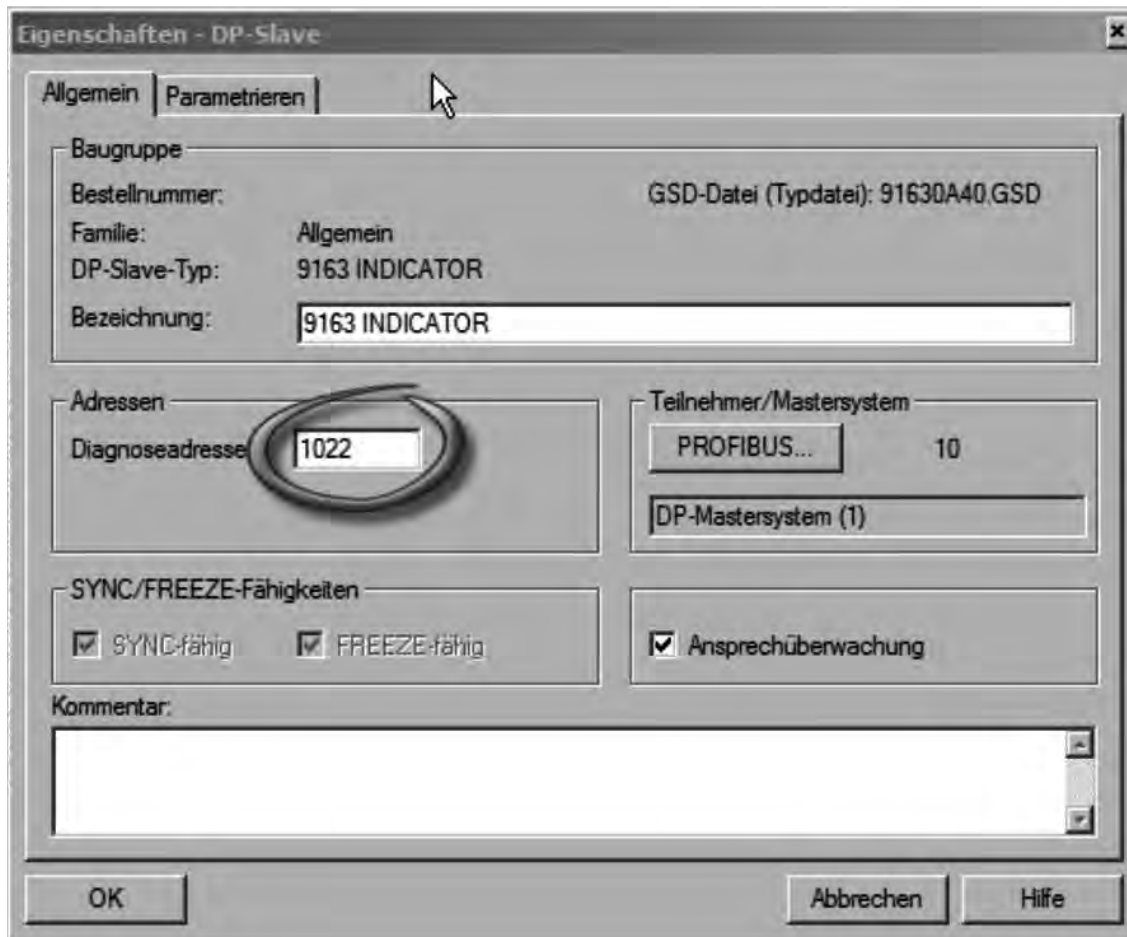 Eigenschaften - DP-Slave
Allgemein
Parametrieren
Baugruppe
Bestellnummer:
GSD-Datei (Typdatei): 91630A40.GSD
Familie:
Allgemein
DP-Slave-Typ:
9163 INDICATOR
Bezeichnung:
9163 INDICATOR
Adressen
Diagnoseadresse
1022
Teilnehmer/Mastersystem
PROFIBUS...
10
DP-Mastersystem (1)
SYNC/FREEZE-Fähigkeiten
SYNC-fähig
FREEZE-fähig
Ansprechüberwachung
Kommentar:
OK
Abbrechen
Hilfe